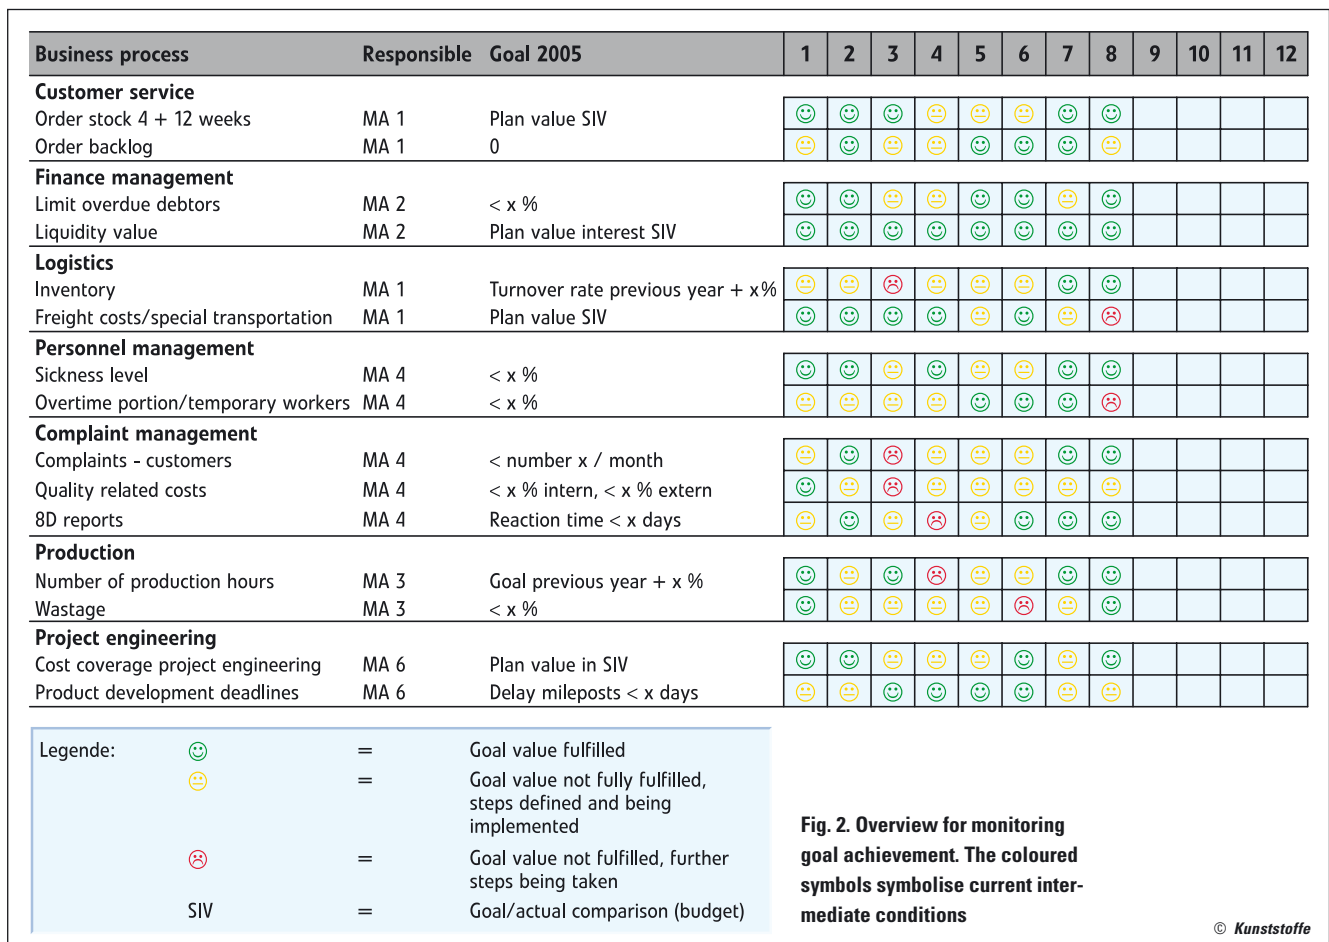 Business process Responsible Goal 2005 1 2 3 4 5 6 7 8 9 10 11 12
Customer service
Order stock 4 + 12 weeks MA 1 Plan value SIV
Order backlog MA 1 0
Finance management
Limit overdue debtors MA 2 < x %
Liquidity value MA 2 Plan value interest SIV
Logistics
Inventory MA 1 Turnover rate previous year + x%
Freight costs/special transportation MA 1 Plan value SIV
Personnel management
Sickness level MA 4 < x %
Overtime portion/temporary workers MA 4 < x %
Complaint management
Complaints - customers MA 4 < number x / month
Quality related costs MA 4 < x % intern, < x % extern
8D reports MA 4 Reaction time < x days
Production
Number of production hours MA 3 Goal previous year + x %
Wastage MA 3 < x %
Project engineering
Cost coverage project engineering MA 6 Plan value in SIV
Product development deadlines MA 6 Delay mileposts < x days
Legende: = Goal value fulfilled
= Goal value not fully fulfilled,
steps defined and being
implemented
= Goal value not fulfilled, further
steps being taken
SIV = Goal/actual comparison (budget)
Fig. 2. Overview for monitoring
goal achievement. The coloured
symbols symbolise current inter-
mediate conditions
© Kunststoffe